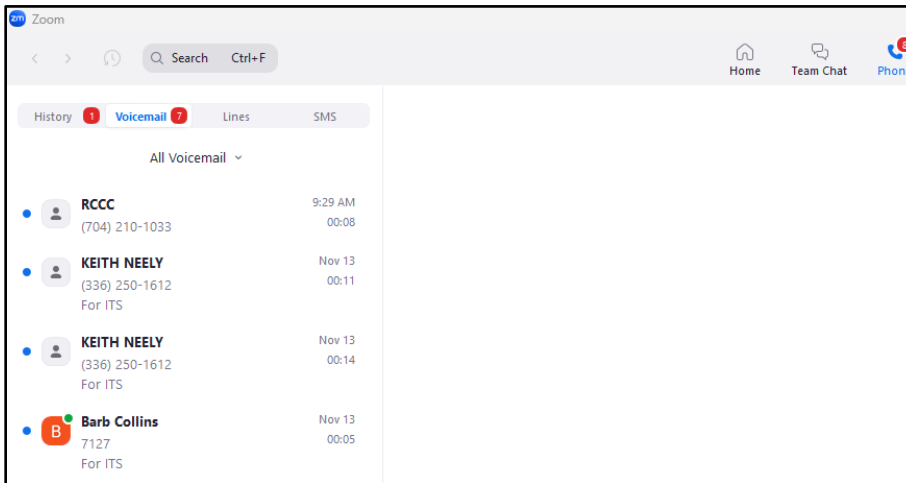 zm Zoom
Search Ctrl+F
Home Team Chat Phon
8
History 1 Voicemail 7 Lines SMS
All Voicemail
RCCC 9:29 AM
(704) 210-1033 00:08
KEITH NEELY Nov 13
(336) 250-1612 00:11
For ITS
KEITH NEELY Nov 13
(336) 250-1612 00:14
For ITS
B Barb Collins Nov 13
7127 00:05
For ITS